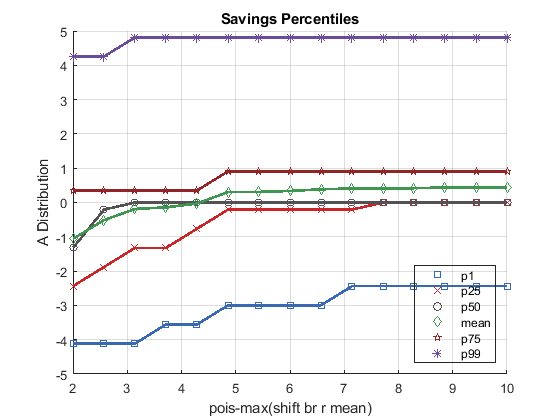 Savings Percentiles
5
4
3
2
1
0
-1
-2
-3
-4
-5
A Distribution
p1
p25
p50
mean
p75
p99
2 3 4 5 6 7 8 9 10
pois-max(shift br r mean)